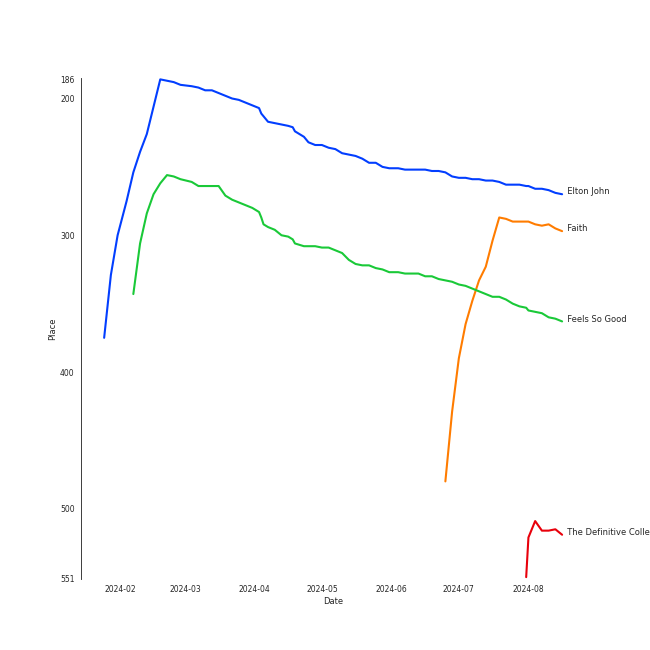 186
200
300
400
500
551
Place
Elton John
Faith
Feels So Good
The Definitive Colle
2024-02
2024-03
2024-04
2024-05
2024-06
2024-07
2024-08
Date